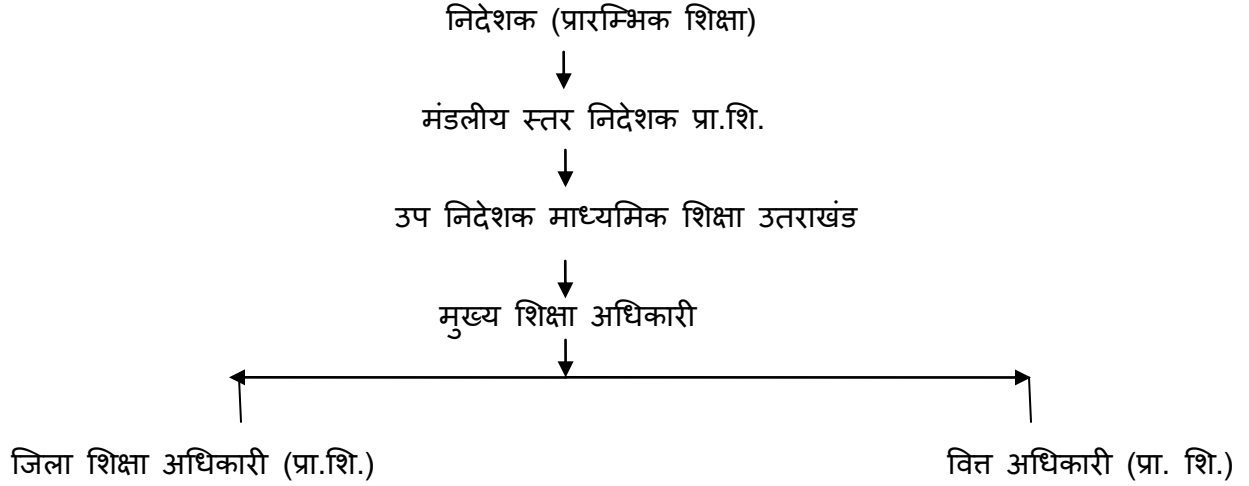 निदेशक (प्रारम्भिक शिक्षा)
मंडलीय स्तर निदेशक प्रा.शि.
उप निदेशक माध्यमिक शिक्षा उतराखंड
मुख्य शिक्षा अधिकारी
जिला शिक्षा अधिकारी (प्रा.शि.) वित्त अधिकारी (प्रा. शि.)